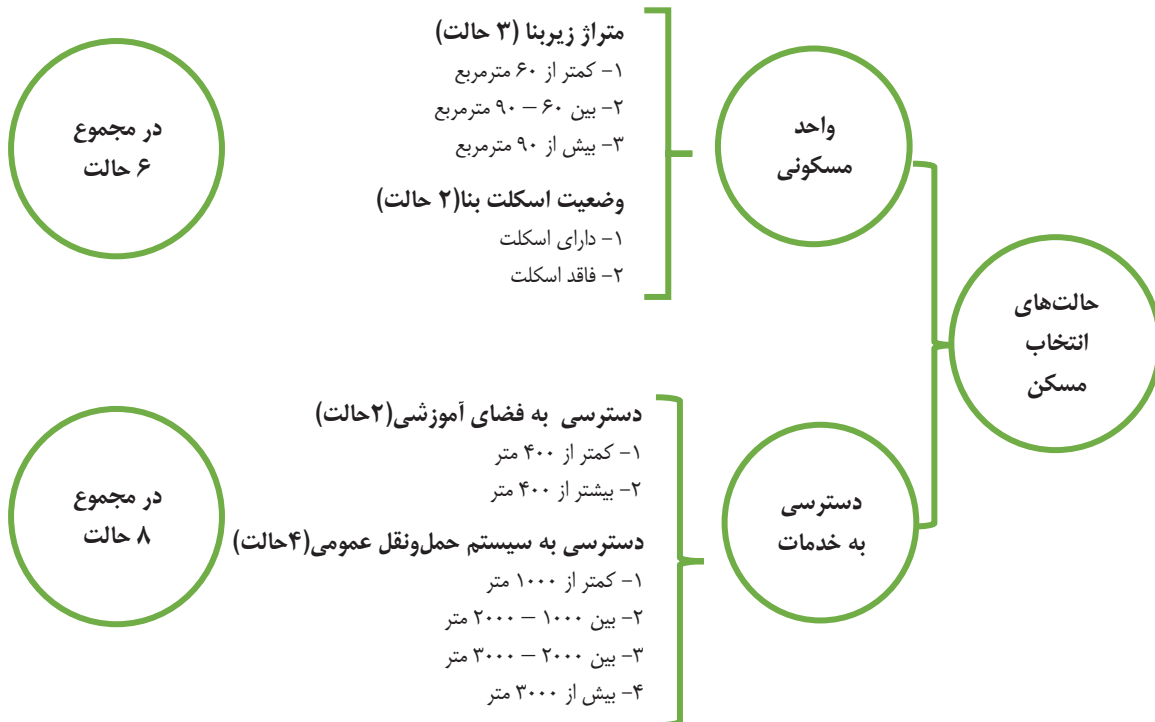 حالت‌های
انتخاب
مسکن
واحد
مسکونی
متراژ زیربنا (۳ حالت)
۱- کمتر از ۶۰ مترمربع
۲- بین ۶۰ – ۹۰ مترمربع
۳- بیش از ۹۰ مترمربع
وضعیت اسکلت بنا(۲ حالت)
۱- دارای اسکلت
۲- فاقد اسکلت
در مجموع
۶ حالت
دسترسی
به خدمات
دسترسی به فضای آموزشی(۲حالت)
۱- کمتر از ۴۰۰ متر
۲- بیشتر از ۴۰۰ متر
دسترسی به سیستم حمل‌ونقل عمومی(۴حالت)
۱- کمتر از ۱۰۰۰ متر
۲- بین ۱۰۰۰ – ۲۰۰۰ متر
۳- بین ۲۰۰۰ – ۳۰۰۰ متر
۴- بیش از ۳۰۰۰ متر
در مجموع
۸ حالت